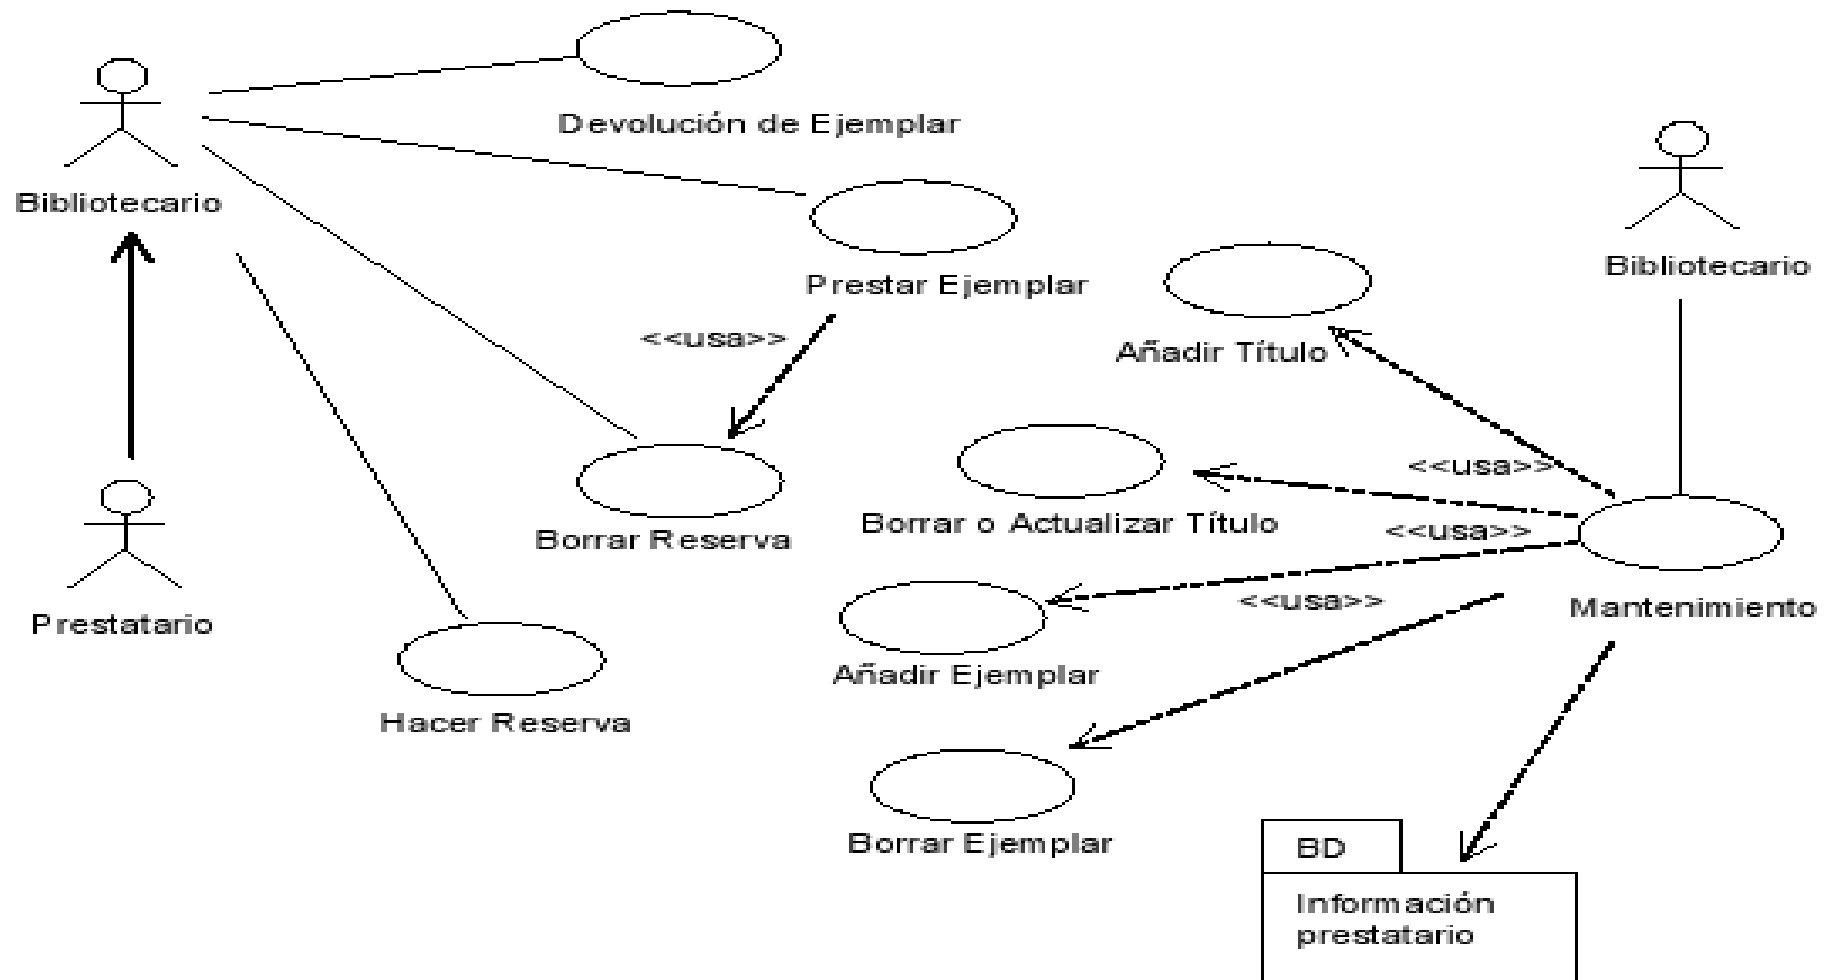 Devolución de Ejemplar
Bibliotecario
Prestar Ejemplar
Bibliotecario
<<usa>>
Añadir Título
<<usa>>
Borrar o Actualizar Título
<<usa>>
Borrar Reserva
<<usa>>
Prestatario
Mantenimiento
Añadir Ejemplar
Hacer Reserva
Borrar Ejemplar
BD
Información
prestatario